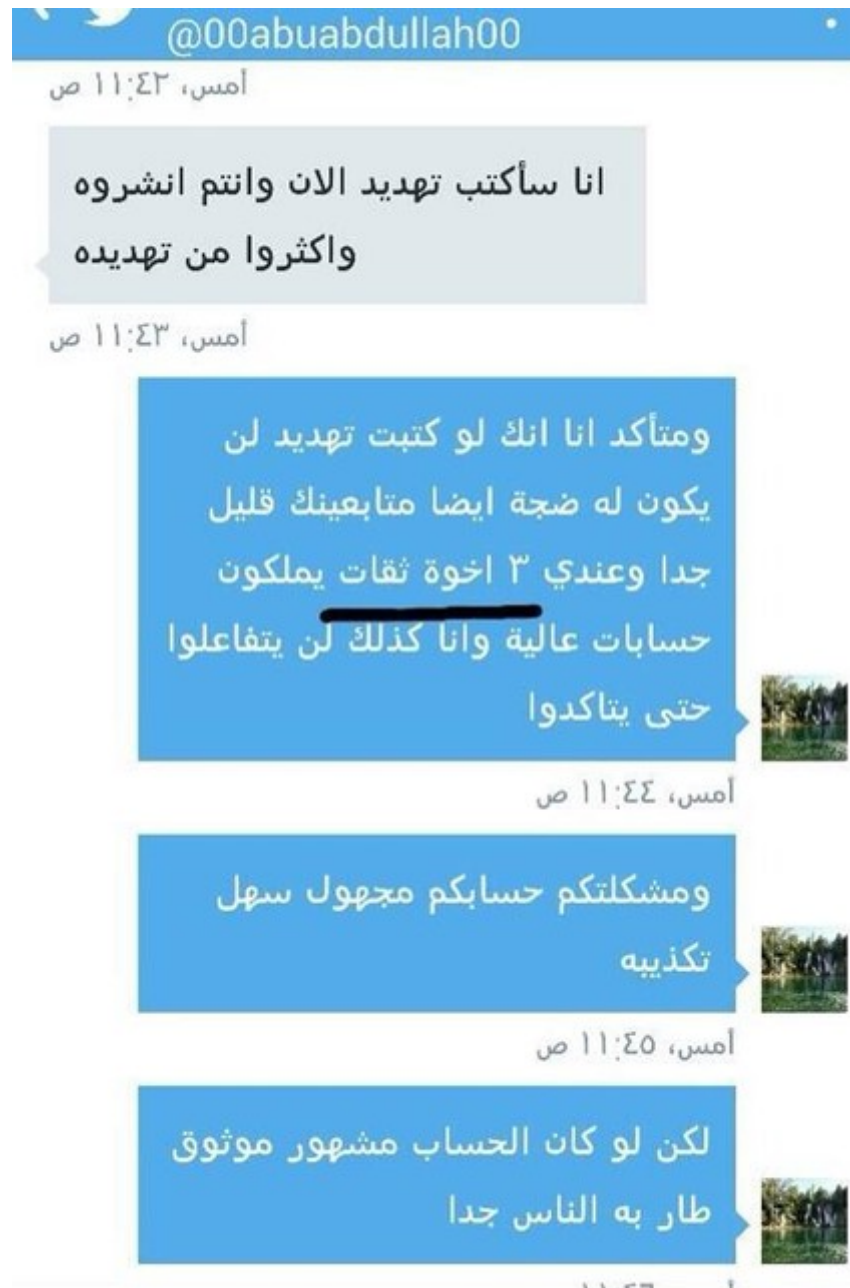 @00abuabdullah00
أمس، ١١:٤٣ ص
انا سأكتب تهديد الان وانتم انشروه
واكثروا من تهديده
أمس، ١١:٤٣ ص
ومتأكد انا انك لو كتبت تهديد لن
يكون له ضجة ايضا متابعينك قليل
جدا وعندي ٣ اخوة ثقات يملكون
حسابات عالية وانا كذلك لن يتفاعلوا
حتى يتاكدوا
أمس، ١١:٤٤ ص
ومشكلتكم حسابكم مجهول سهل
تكذيبه
أمس، ١١:٤٥ ص
لكن لو كان الحساب مشهور موثوق
طار به الناس جدا